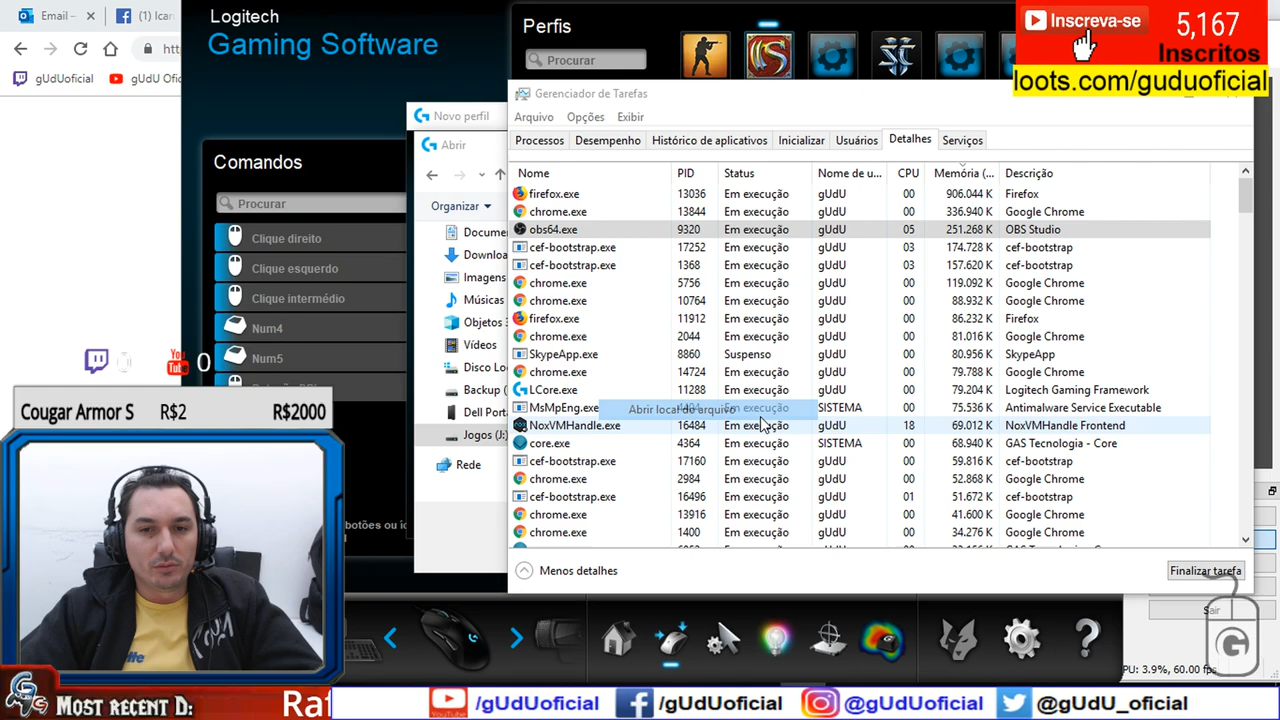 Email –
(1) Icar
Logitech
Gaming Software
Perfis
Procurar
Inscreva-se
5,167
Inscritos
loots.com/guduoficial
gUdUoficial
gUdU Ofic
Comandos
Procurar
Clique direito
Clique esquerdo
Clique intermédio
Num4
Num5
0
Cougar Armor S R$2 R$2000
Novo perfil
Abrir
Organizar
Docume
Downloa
Imagens
Músicas
Objetos 3
Vídeos
Disco Lo
Backup (
Dell Port
Jogos (J:)
Rede
botões ou íc
Gerenciador de Tarefas
Arquivo Opções Exibir
Processos Desempenho Histórico de aplicativos Inicializar Usuários Detalhes Serviços
Nome PID Status Nome de u... CPU Memória (... Descrição
firefox.exe 13036 Em execução gUdU 00 906.044 K Firefox
chrome.exe 13844 Em execução gUdU 00 336.940 K Google Chrome
obs64.exe 9320 Em execução gUdU 05 251.268 K OBS Studio
cef-bootstrap.exe 17252 Em execução gUdU 03 174.728 K cef-bootstrap
cef-bootstrap.exe 1368 Em execução gUdU 03 157.620 K cef-bootstrap
chrome.exe 5756 Em execução gUdU 00 119.092 K Google Chrome
chrome.exe 10764 Em execução gUdU 00 88.932 K Google Chrome
firefox.exe 11912 Em execução gUdU 00 86.232 K Firefox
chrome.exe 2044 Em execução gUdU 00 81.016 K Google Chrome
SkypeApp.exe 8860 Suspenso gUdU 00 80.956 K SkypeApp
chrome.exe 14724 Em execução gUdU 00 79.788 K Google Chrome
LCore.exe 11288 Em execução gUdU 00 79.204 K Logitech Gaming Framework
MsMpEng.exe Em execução SISTEMA 00 75.536 K Antimalware Service Executable
Abrir local do arquivo
NoxVMHandle.exe 16484 Em execução gUdU 18 69.012 K NoxVMHandle Frontend
core.exe 4364 Em execução SISTEMA 00 68.940 K GAS Tecnologia - Core
cef-bootstrap.exe 17160 Em execução gUdU 00 59.816 K cef-bootstrap
chrome.exe 2984 Em execução gUdU 00 52.868 K Google Chrome
cef-bootstrap.exe 16496 Em execução gUdU 01 51.672 K cef-bootstrap
chrome.exe 13916 Em execução gUdU 00 41.600 K Google Chrome
chrome.exe 1400 Em execução gUdU 00 34.276 K Google Chrome
Menos detalhes
Finalizar tarefa
Sair
PU: 3.9%, 60.00 fps
Most recent D:
/gUdUoficial
/gUdUoficial
@gUdUoficial
@gUdU_oficial